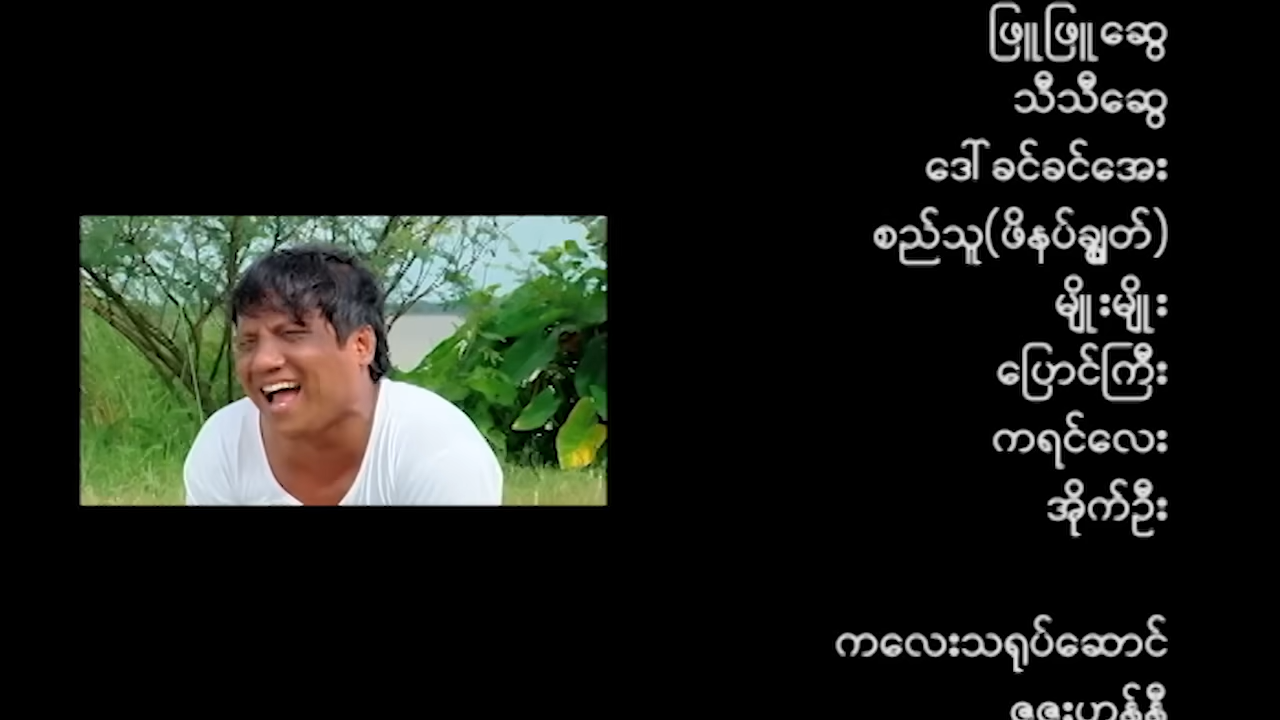 ဖြူဖြူဆွေ
သီသီဆွေ
ဒေါ်ခင်ခင်အေး
စည်သူ(ဖိနပ်ချွတ်)
မျိုးမျိုး
ပြောင်ကြီး
ကရင်လေး
အိုက်ဦး
ကလေးသရုပ်ဆောင်